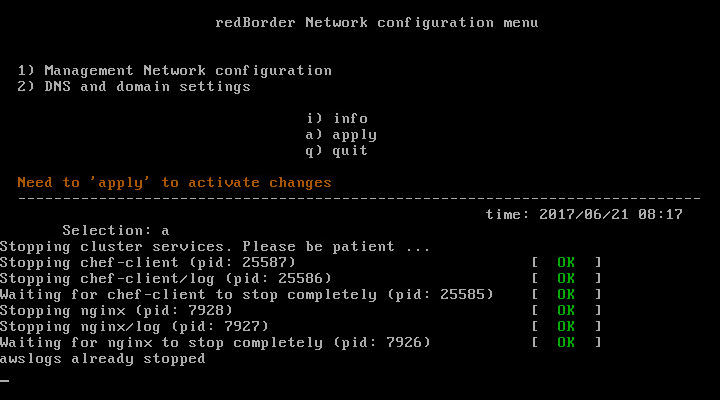 redBorder Network configuration menu
1) Management Network configuration
2) DNS and domain settings
i) info
a) apply
q) quit
Need to 'apply' to activate changes
--------------------------------------------------------------------------------
time: 2017/06/21 08:17
Selection: a
Stopping cluster services. Please be patient ...
Stopping chef-client (pid: 25587) [ OK ]
Stopping chef-client/log (pid: 25586) [ OK ]
Waiting for chef-client to stop completely (pid: 25585) [ OK ]
Stopping nginx (pid: 7928) [ OK ]
Stopping nginx/log (pid: 7927) [ OK ]
Waiting for nginx to stop completely (pid: 7926) [ OK ]
awslogs already stopped
_